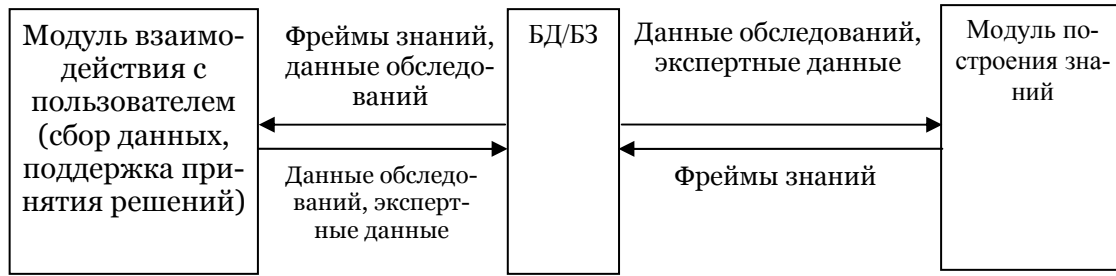 Модуль взаимо-
действия с
пользователем
(сбор данных,
поддержка при-
нятия решений)
Фреймы знаний,
данные обследо-
ваний
Данные обследо-
ваний, эксперт-
ные данные
БД/БЗ
Данные обследований,
экспертные данные
Фреймы знаний
Модуль по-
строения зна-
ний